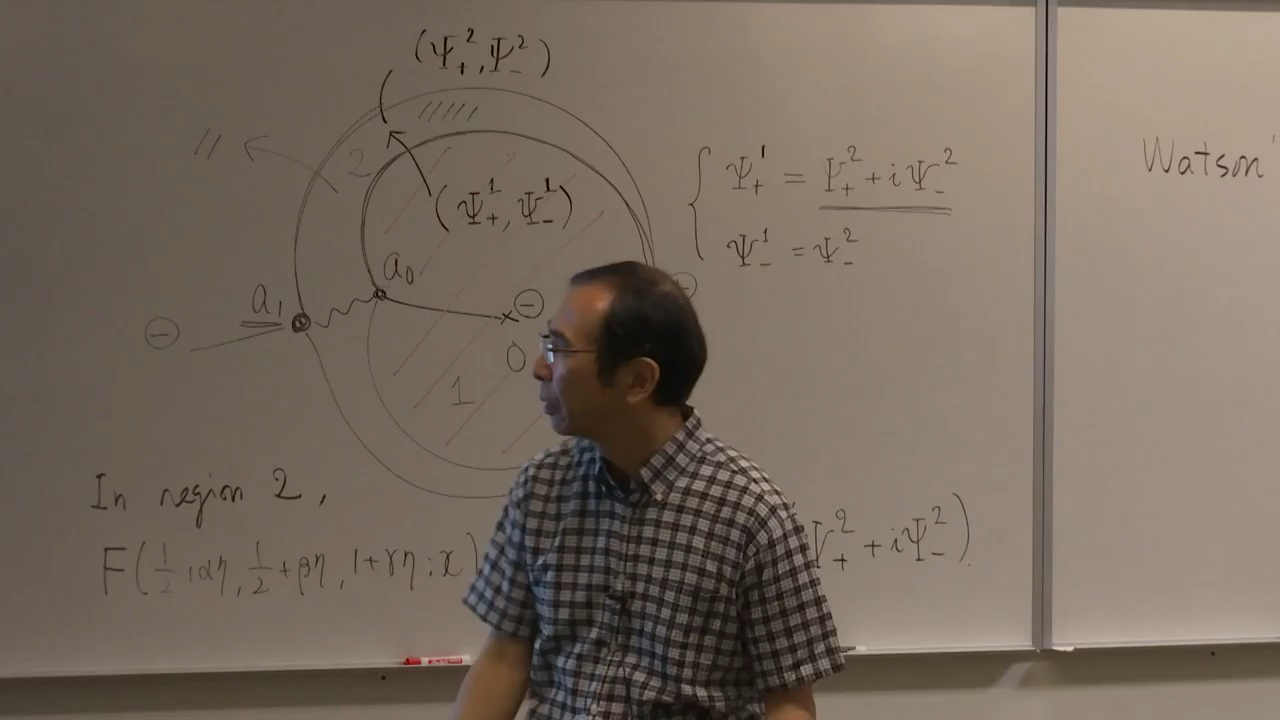 (Ψ₊², Ψ₋²)
2
(Ψ₊¹, Ψ₋¹)
Ψ₊¹ = Ψ₊² + iΨ₋²
Ψ₋¹ = Ψ₋²
Watson'
a₀
a₁
⊖
⊖
⊖
0
1
In region 2,
F(½+αη, ½+βη, 1+γη; x)
Ψ₊² + iΨ₋²)